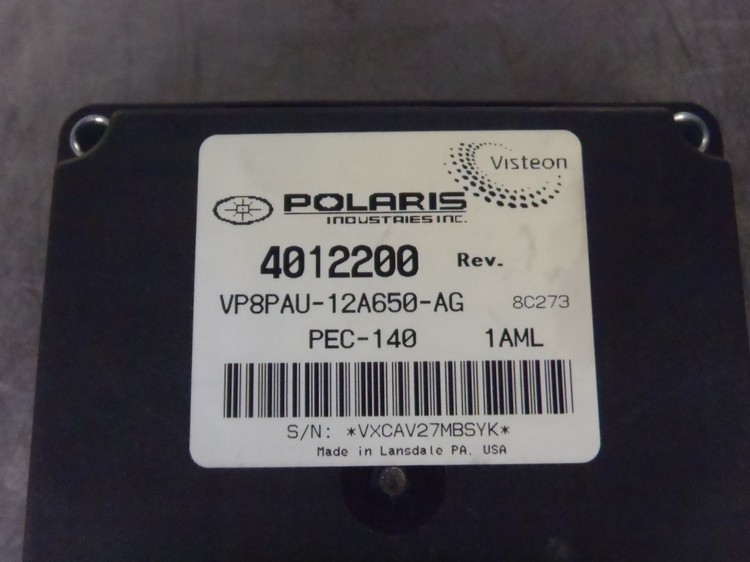 Visteon
POLARIS
INDUSTRIES INC.
4012200 Rev.
VP8PAU-12A650-AG 8C273
PEC-140 1AML
S/N: *VXCAV27MBSYK*
Made in Lansdale PA, USA